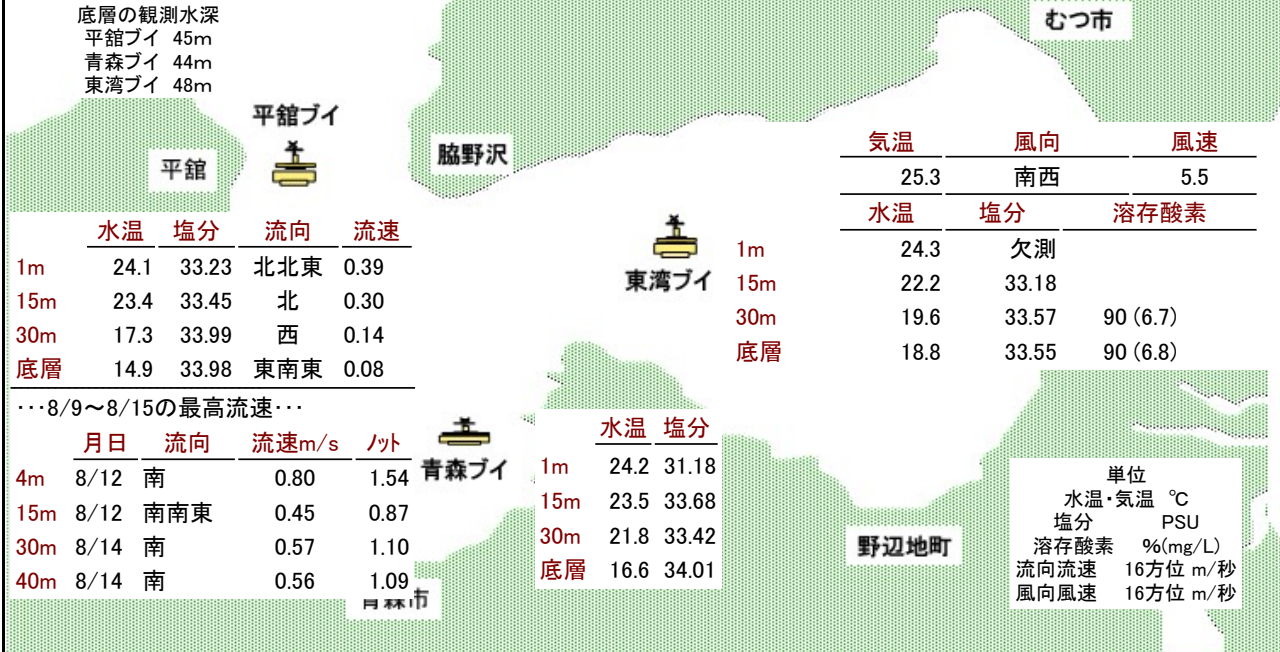 底層の観測水深
平舘ブイ 45m
青森ブイ 44m
東湾ブイ 48m
むつ市
平舘ブイ
脇野沢
平舘
気温 風向 風速
25.3 南西 5.5
水温 塩分 溶存酸素
1m 24.3 欠測
15m 22.2 33.18
30m 19.6 33.57 90 (6.7)
底層 18.8 33.55 90 (6.8)
東湾ブイ
水温 塩分 流向 流速
1m 24.1 33.23 北北東 0.39
15m 23.4 33.45 北 0.30
30m 17.3 33.99 西 0.14
底層 14.9 33.98 東南東 0.08
…8/9～8/15の最高流速…
月日 流向 流速m/s ノット
4m 8/12 南 0.80 1.54
15m 8/12 南南東 0.45 0.87
30m 8/14 南 0.57 1.10
40m 8/14 南 0.56 1.09
青森ブイ
水温 塩分
1m 24.2 31.18
15m 23.5 33.68
30m 21.8 33.42
底層 16.6 34.01
青森市
野辺地町
単位
水温・気温 ℃
塩分 PSU
溶存酸素 %(mg/L)
流向流速 16方位 m/秒
風向風速 16方位 m/秒